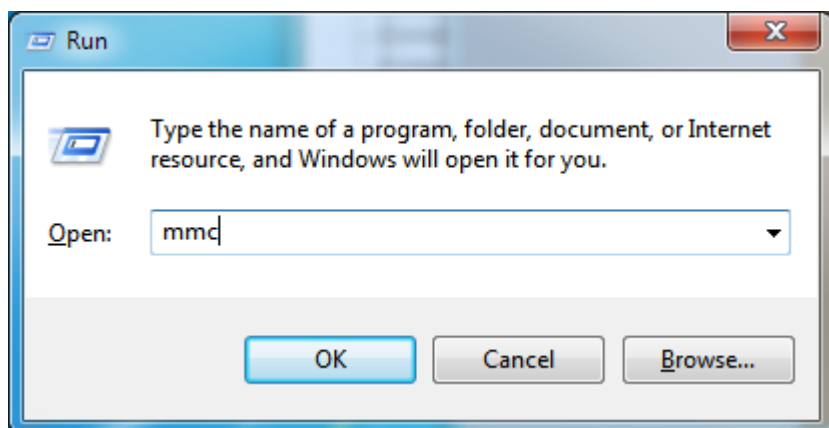 Run
Type the name of a program, folder, document, or Internet
resource, and Windows will open it for you.
Open: mmc
OK Cancel Browse...